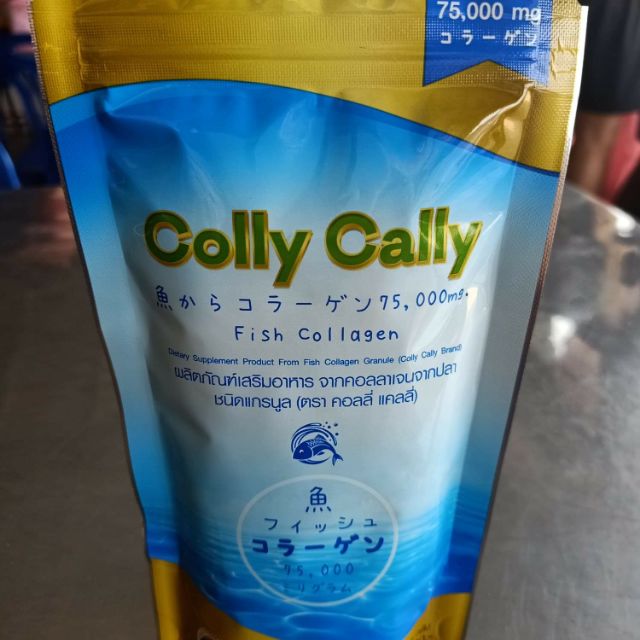 75,000 mg
コラーゲン
Colly Cally
魚からコラーゲン75,000mg.
Fish Collagen
Dietary Supplement Product From Fish Collagen Granule (Colly Cally Brand)
ผลิตภัณฑ์เสริมอาหาร จากคอลลาเจนจากปลา
ชนิดแกรนูล (ตรา คอลลี่ แคลลี่)
魚
フィッシュ
コラーゲン
75,000
ミリグラム